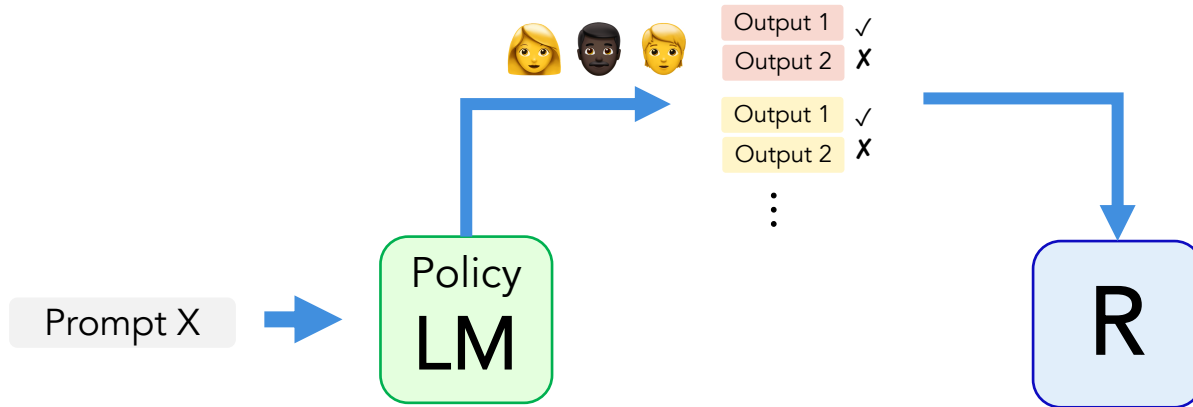 Output 1 ✓
Output 2 ✗
Output 1 ✓
Output 2 ✗
⋮
Policy
LM
Prompt X
R